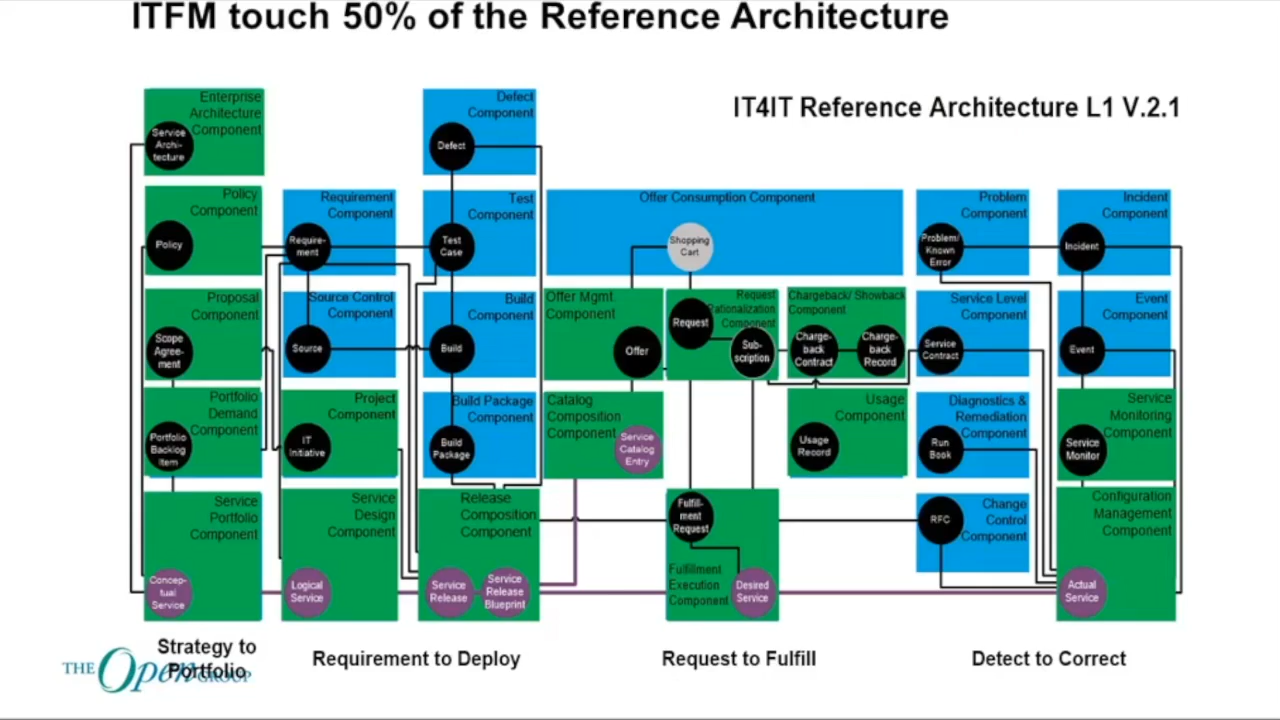 ITFM touch 50% of the Reference Architecture
IT4IT Reference Architecture L1 V.2.1
Enterprise
Architecture
Component
Service
Archi-
tecture
Policy
Component
Policy
Proposal
Component
Scope
Agree-
ment
Portfolio
Demand
Component
Portfolio
Backlog
Item
Service
Portfolio
Component
Concep-
tual
Service
Requirement
Component
Require-
ment
Source Control
Component
Source
Project
Component
IT
Initiative
Service
Design
Component
Logical
Service
Defect
Component
Defect
Test
Component
Test
Case
Build
Component
Build
Build Package
Component
Build
Package
Release
Composition
Component
Service
Release
Service
Release
Blueprint
Offer Consumption Component
Shopping
Cart
Offer Mgmt.
Component
Offer
Catalog
Composition
Component
Service
Catalog
Entry
Request
Rationalization
Component
Request
Sub-
scription
Chargeback/ Showback
Component
Charge-
back
Contract
Charge-
back
Record
Usage
Component
Usage
Record
Fulfill-
ment
Request
Fulfillment
Execution
Component
Desired
Service
Problem
Component
Problem/
Known
Error
Service Level
Component
Service
Contract
Diagnostics &
Remediation
Component
Run
Book
Change
Control
Component
RFC
Incident
Component
Incident
Event
Component
Event
Service
Monitoring
Component
Service
Monitor
Configuration
Management
Component
Actual
Service
Strategy to
Portfolio
Requirement to Deploy
Request to Fulfill
Detect to Correct
THE Open GROUP